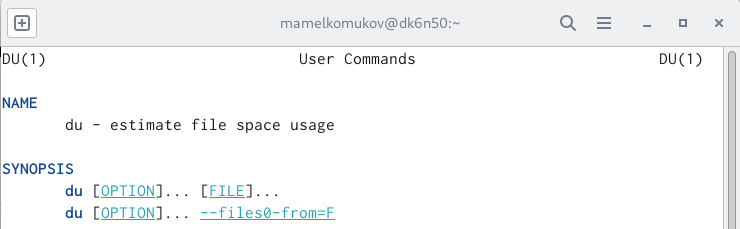 mamelkomukov@dk6n50:~
DU(1) User Commands DU(1)
NAME
du - estimate file space usage
SYNOPSIS
du [OPTION]... [FILE]...
du [OPTION]... --files0-from=F